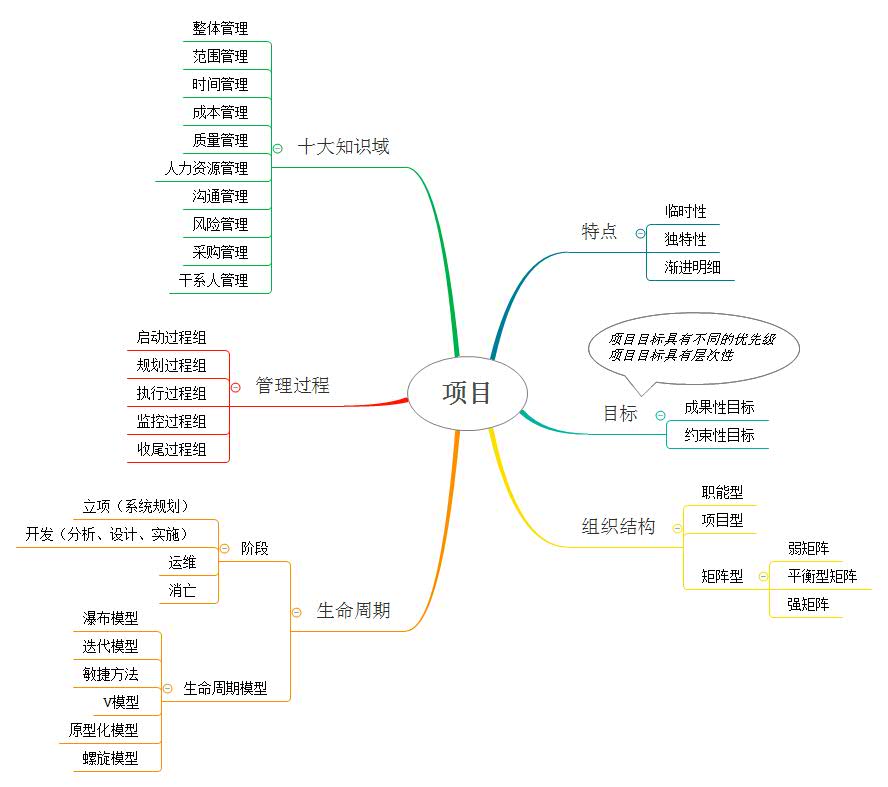 项目
十大知识域
整体管理
范围管理
时间管理
成本管理
质量管理
人力资源管理
沟通管理
风险管理
采购管理
干系人管理
管理过程
启动过程组
规划过程组
执行过程组
监控过程组
收尾过程组
生命周期
阶段
立项（系统规划）
开发（分析、设计、实施）
运维
消亡
生命周期模型
瀑布模型
迭代模型
敏捷方法
V模型
原型化模型
螺旋模型
特点
临时性
独特性
渐进明细
项目目标具有不同的优先级
项目目标具有层次性
目标
成果性目标
约束性目标
组织结构
职能型
项目型
矩阵型
弱矩阵
平衡型矩阵
强矩阵